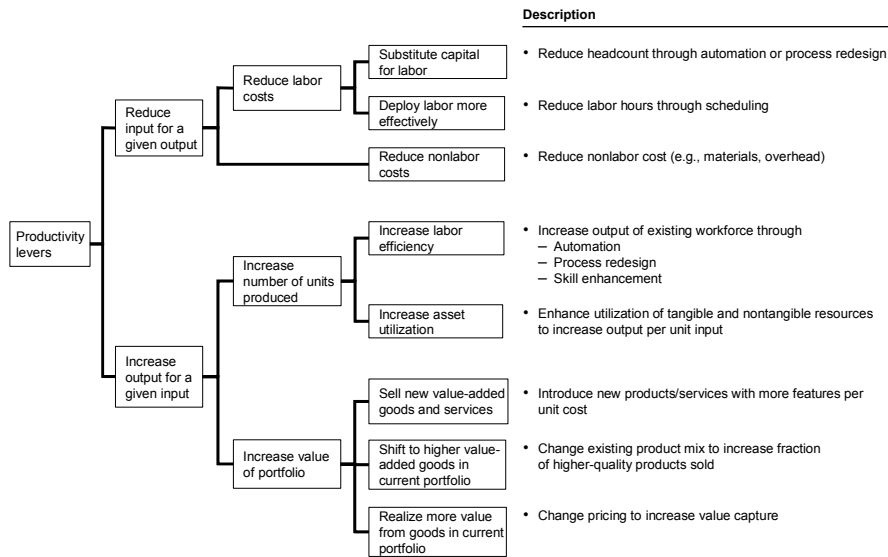 Description
Substitute capital
for labor
• Reduce headcount through automation or process redesign
Reduce labor
costs
Deploy labor more
effectively
• Reduce labor hours through scheduling
Reduce
input for a
given output
Reduce nonlabor
costs
• Reduce nonlabor cost (e.g., materials, overhead)
Productivity
levers
Increase labor
efficiency
• Increase output of existing workforce through
– Automation
– Process redesign
– Skill enhancement
Increase
number of units
produced
Increase asset
utilization
• Enhance utilization of tangible and nontangible resources
to increase output per unit input
Increase
output for a
given input
Sell new value-added
goods and services
• Introduce new products/services with more features per
unit cost
Increase value
of portfolio
Shift to higher value-
added goods in
current portfolio
• Change existing product mix to increase fraction
of higher-quality products sold
Realize more value
from goods in current
portfolio
• Change pricing to increase value capture